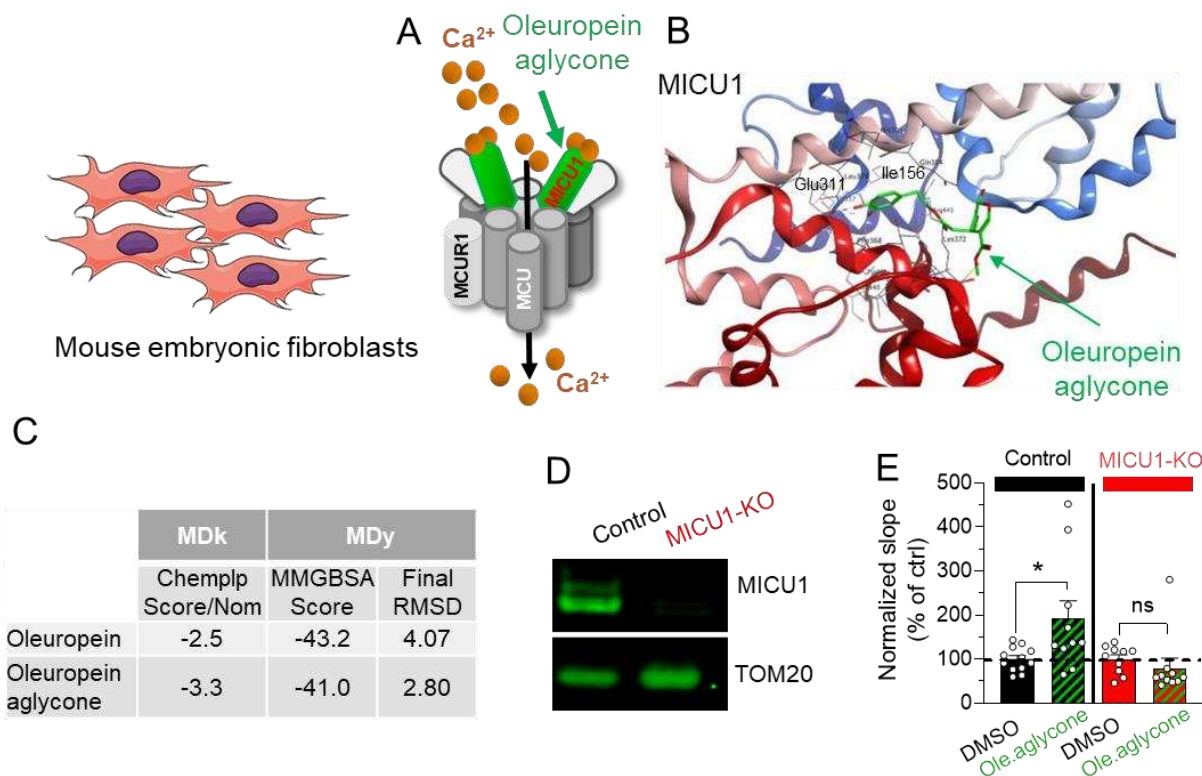 A
Ca²⁺
Oleuropein
aglycone
MICU1
MCUR1
MCU
Ca²⁺
Mouse embryonic fibroblasts
B
MICU1
Glu311
Ile156
Lys372
Oleuropein
aglycone
C
MDk MDy
Chemplp Score/Nom MMGBSA Score Final RMSD
Oleuropein -2.5 -43.2 4.07
Oleuropein aglycone -3.3 -41.0 2.80
D
Control
MICU1-KO
MICU1
TOM20
E
Control MICU1-KO
Normalized slope
(% of ctrl)
500
400
300
200
100
0
*
ns
DMSO
Ole.aglycone
DMSO
Ole.aglycone